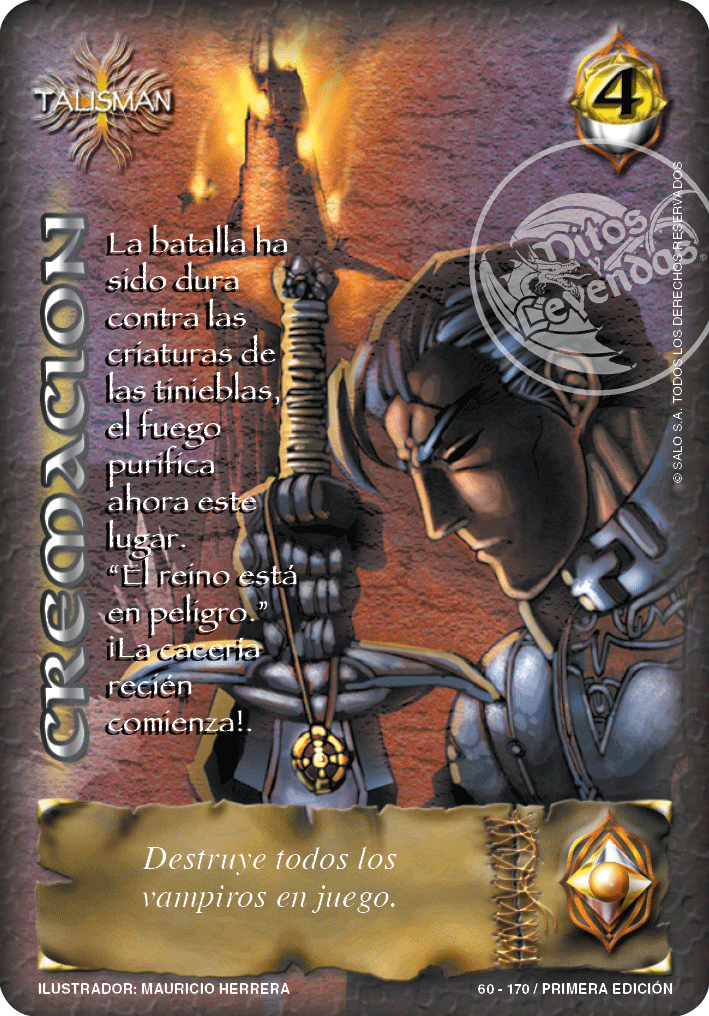 TALISMAN
4
Mitos
y
Leyendas
®
© SALO S.A. TODOS LOS DERECHOS RESERVADOS
CREMACION
La batalla ha
sido dura
contra las
criaturas de
las tinieblas,
el fuego
purifica
ahora este
lugar.
“El reino está
en peligro.”
¡La cacería
recién
comienza!.
Destruye todos los
vampiros en juego.
ILUSTRADOR: MAURICIO HERRERA
60 - 170 / PRIMERA EDICIÓN